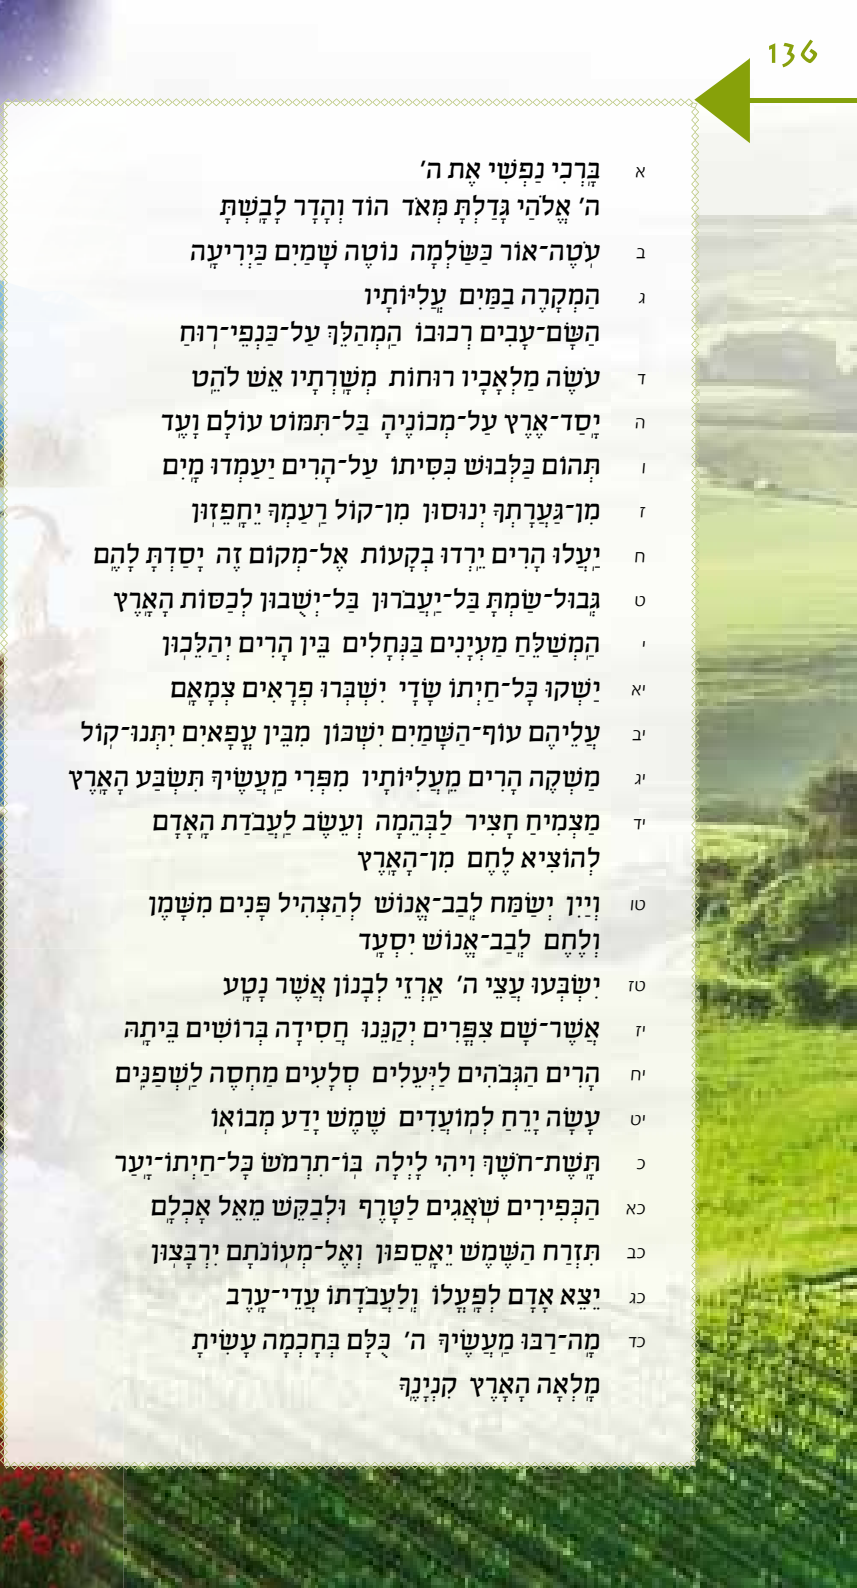 136
א בָּרְכִי נַפְשִׁי אֶת ה'
ה' אֱלֹהַי גָּדַלְתָּ מְּאֹד הוֹד וְהָדָר לָבָשְׁתָּ
ב עֹטֶה-אוֹר כַּשַּׂלְמָה נוֹטֶה שָׁמַיִם כַּיְרִיעָה
ג הַמְקָרֶה בַמַּיִם עֲלִיּוֹתָיו
הַשָּׂם-עָבִים רְכוּבוֹ הַמְהַלֵּךְ עַל-כַּנְפֵי-רוּחַ
ד עֹשֶׂה מַלְאָכָיו רוּחוֹת מְשָׁרְתָיו אֵשׁ לֹהֵט
ה יָסַד-אֶרֶץ עַל-מְכוֹנֶיהָ בַּל-תִּמּוֹט עוֹלָם וָעֶד
ו תְּהוֹם כַּלְּבוּשׁ כִּסִּיתוֹ עַל-הָרִים יַעַמְדוּ מָיִם
ז מִן-גַּעֲרָתְךָ יְנוּסוּן מִן-קוֹל רַעַמְךָ יֵחָפֵזוּן
ח יַעֲלוּ הָרִים יֵרְדוּ בְקָעוֹת אֶל-מְקוֹם זֶה יָסַדְתָּ לָהֶם
ט גְּבוּל-שַׂמְתָּ בַּל-יַעֲבֹרוּן בַּל-יְשֻׁבוּן לְכַסּוֹת הָאָרֶץ
י הַמְשַׁלֵּחַ מַעְיָנִים בַּנְּחָלִים בֵּין הָרִים יְהַלֵּכוּן
יא יַשְׁקוּ כָּל-חַיְתוֹ שָׂדָי יִשְׁבְּרוּ פְרָאִים צְמָאָם
יב עֲלֵיהֶם עוֹף-הַשָּׁמַיִם יִשְׁכּוֹן מִבֵּין עֳפָאיִם יִתְּנוּ-קוֹל
יג מַשְׁקֶה הָרִים מֵעֲלִיּוֹתָיו מִפְּרִי מַעֲשֶׂיךָ תִּשְׂבַּע הָאָרֶץ
יד מַצְמִיחַ חָצִיר לַבְּהֵמָה וְעֵשֶׂב לַעֲבֹדַת הָאָדָם
לְהוֹצִיא לֶחֶם מִן-הָאָרֶץ
טו וְיַיִן יְשַׂמַּח לְבַב-אֱנוֹשׁ לְהַצְהִיל פָּנִים מִשָּׁמֶן
וְלֶחֶם לְבַב-אֱנוֹשׁ יִסְעָד
טז יִשְׂבְּעוּ עֲצֵי ה' אַרְזֵי לְבָנוֹן אֲשֶׁר נָטָע
יז אֲשֶׁר-שָׁם צִפֳּרִים יְקַנֵּנוּ חֲסִידָה בְּרוֹשִׁים בֵּיתָהּ
יח הָרִים הַגְּבֹהִים לַיְּעֵלִים סְלָעִים מַחְסֶה לַשְׁפַנִּים
יט עָשָׂה יָרֵחַ לְמוֹעֲדִים שֶׁמֶשׁ יָדַע מְבוֹאוֹ
כ תָּשֶׁת-חֹשֶׁךְ וִיהִי לָיְלָה בּוֹ-תִרְמֹשׂ כָּל-חַיְתוֹ-יָעַר
כא הַכְּפִירִים שֹׁאֲגִים לַטָּרֶף וּלְבַקֵּשׁ מֵאֵל אָכְלָם
כב תִּזְרַח הַשֶּׁמֶשׁ יֵאָסֵפוּן וְאֶל-מְעוֹנֹתָם יִרְבָּצוּן
כג יֵצֵא אָדָם לְפָעֳלוֹ וְלַעֲבֹדָתוֹ עֲדֵי-עָרֶב
כד מָה-רַבּוּ מַעֲשֶׂיךָ ה' כֻּלָּם בְּחָכְמָה עָשִׂיתָ
מָלְאָה הָאָרֶץ קִנְיָנֶךָ